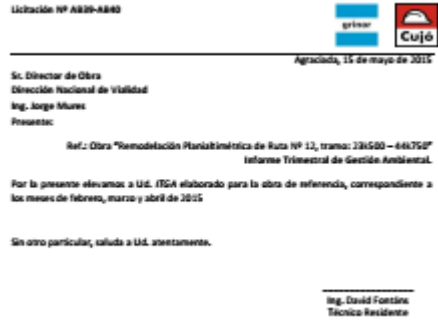 Licitación Nº AB39-AB40
grinor
Cujó
Agraciada, 15 de mayo de 2015
Sr. Director de Obra
Dirección Nacional de Vialidad
Ing. Jorge Mures
Presente:
Ref.: Obra "Remodelación Planialtimétrica de Ruta Nº 12, tramo: 23k500 – 44k750"
Informe Trimestral de Gestión Ambiental.
Por la presente elevamos a Ud. ITGA elaborado para la obra de referencia, correspondiente a
los meses de febrero, marzo y abril de 2015
Sin otro particular, saluda a Ud. atentamente.
Ing. David Fontáns
Técnico Residente